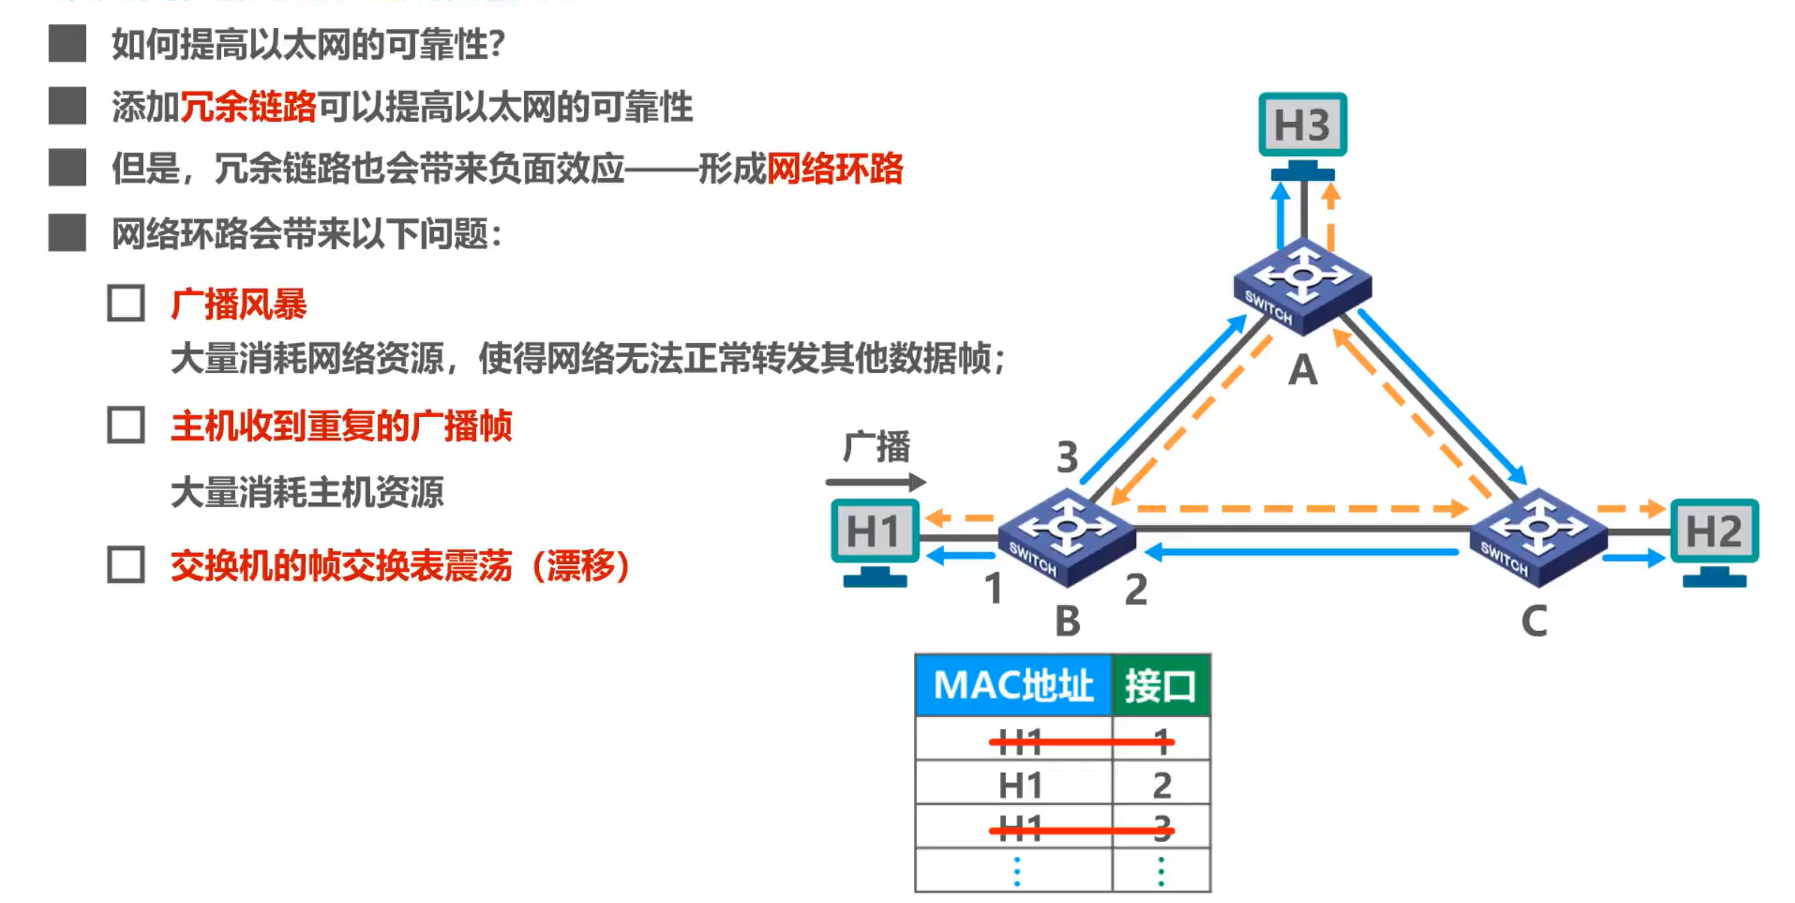 如何提高以太网的可靠性？
添加冗余链路可以提高以太网的可靠性
但是，冗余链路也会带来负面效应——形成网络环路
网络环路会带来以下问题：
广播风暴
大量消耗网络资源，使得网络无法正常转发其他数据帧；
主机收到重复的广播帧
大量消耗主机资源
交换机的帧交换表震荡（漂移）
H3
SWITCH
A
广播
3
H1
SWITCH
SWITCH
H2
1
2
B
C
MAC地址 接口
H1 1
H1 2
H1 3
⋮ ⋮